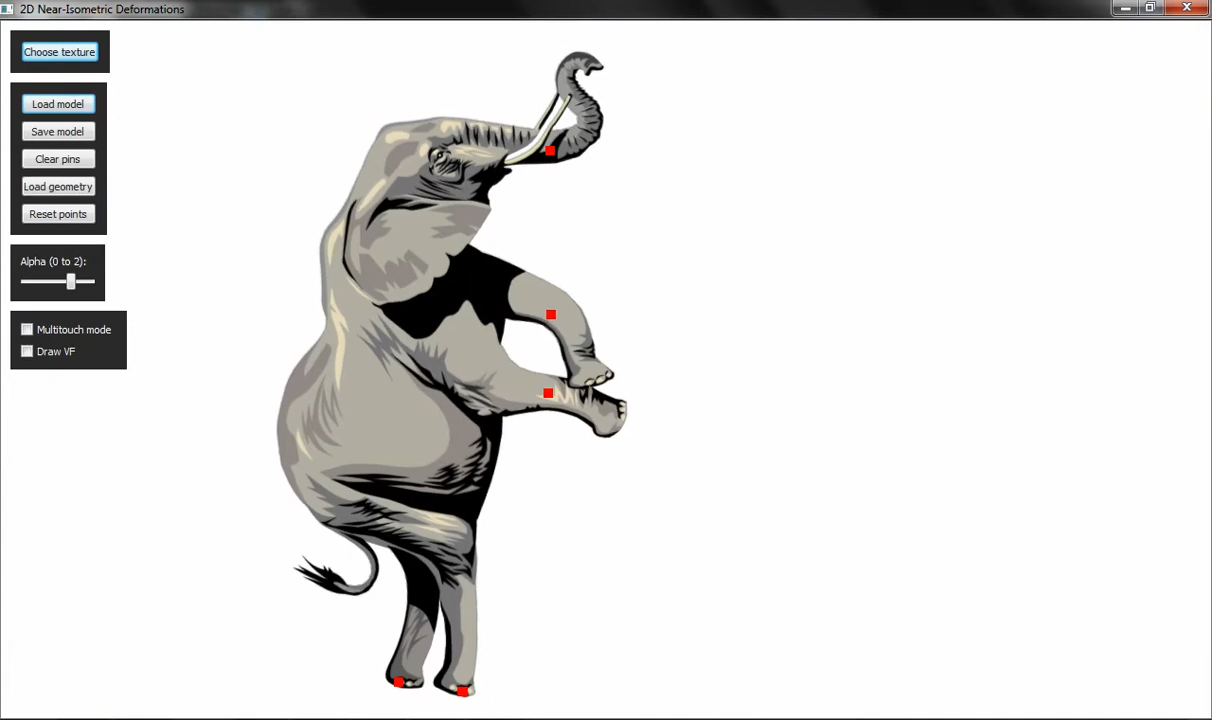 2D Near-Isometric Deformations
Choose texture
Load model
Save model
Clear pins
Load geometry
Reset points
Alpha (0 to 2):
Multitouch mode
Draw VF